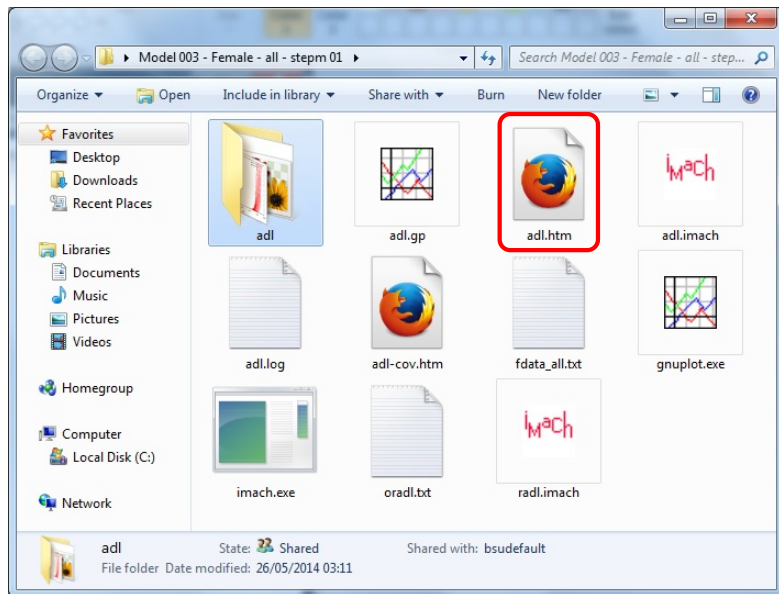 Model 003 - Female - all - stepm 01
Search Model 003 - Female - all - step...
Organize Open Include in library Share with Burn New folder
Favorites
Desktop
Downloads
Recent Places
Libraries
Documents
Music
Pictures
Videos
Homegroup
Computer
Local Disk (C:)
Network
iMach
adl adl.gp adl.htm adl.imach
adl.log adl-cov.htm fdata_all.txt gnuplot.exe
iMach
imach.exe oradl.txt radl.imach
adl State: Shared Shared with: bsudefault
File folder Date modified: 26/05/2014 03:11